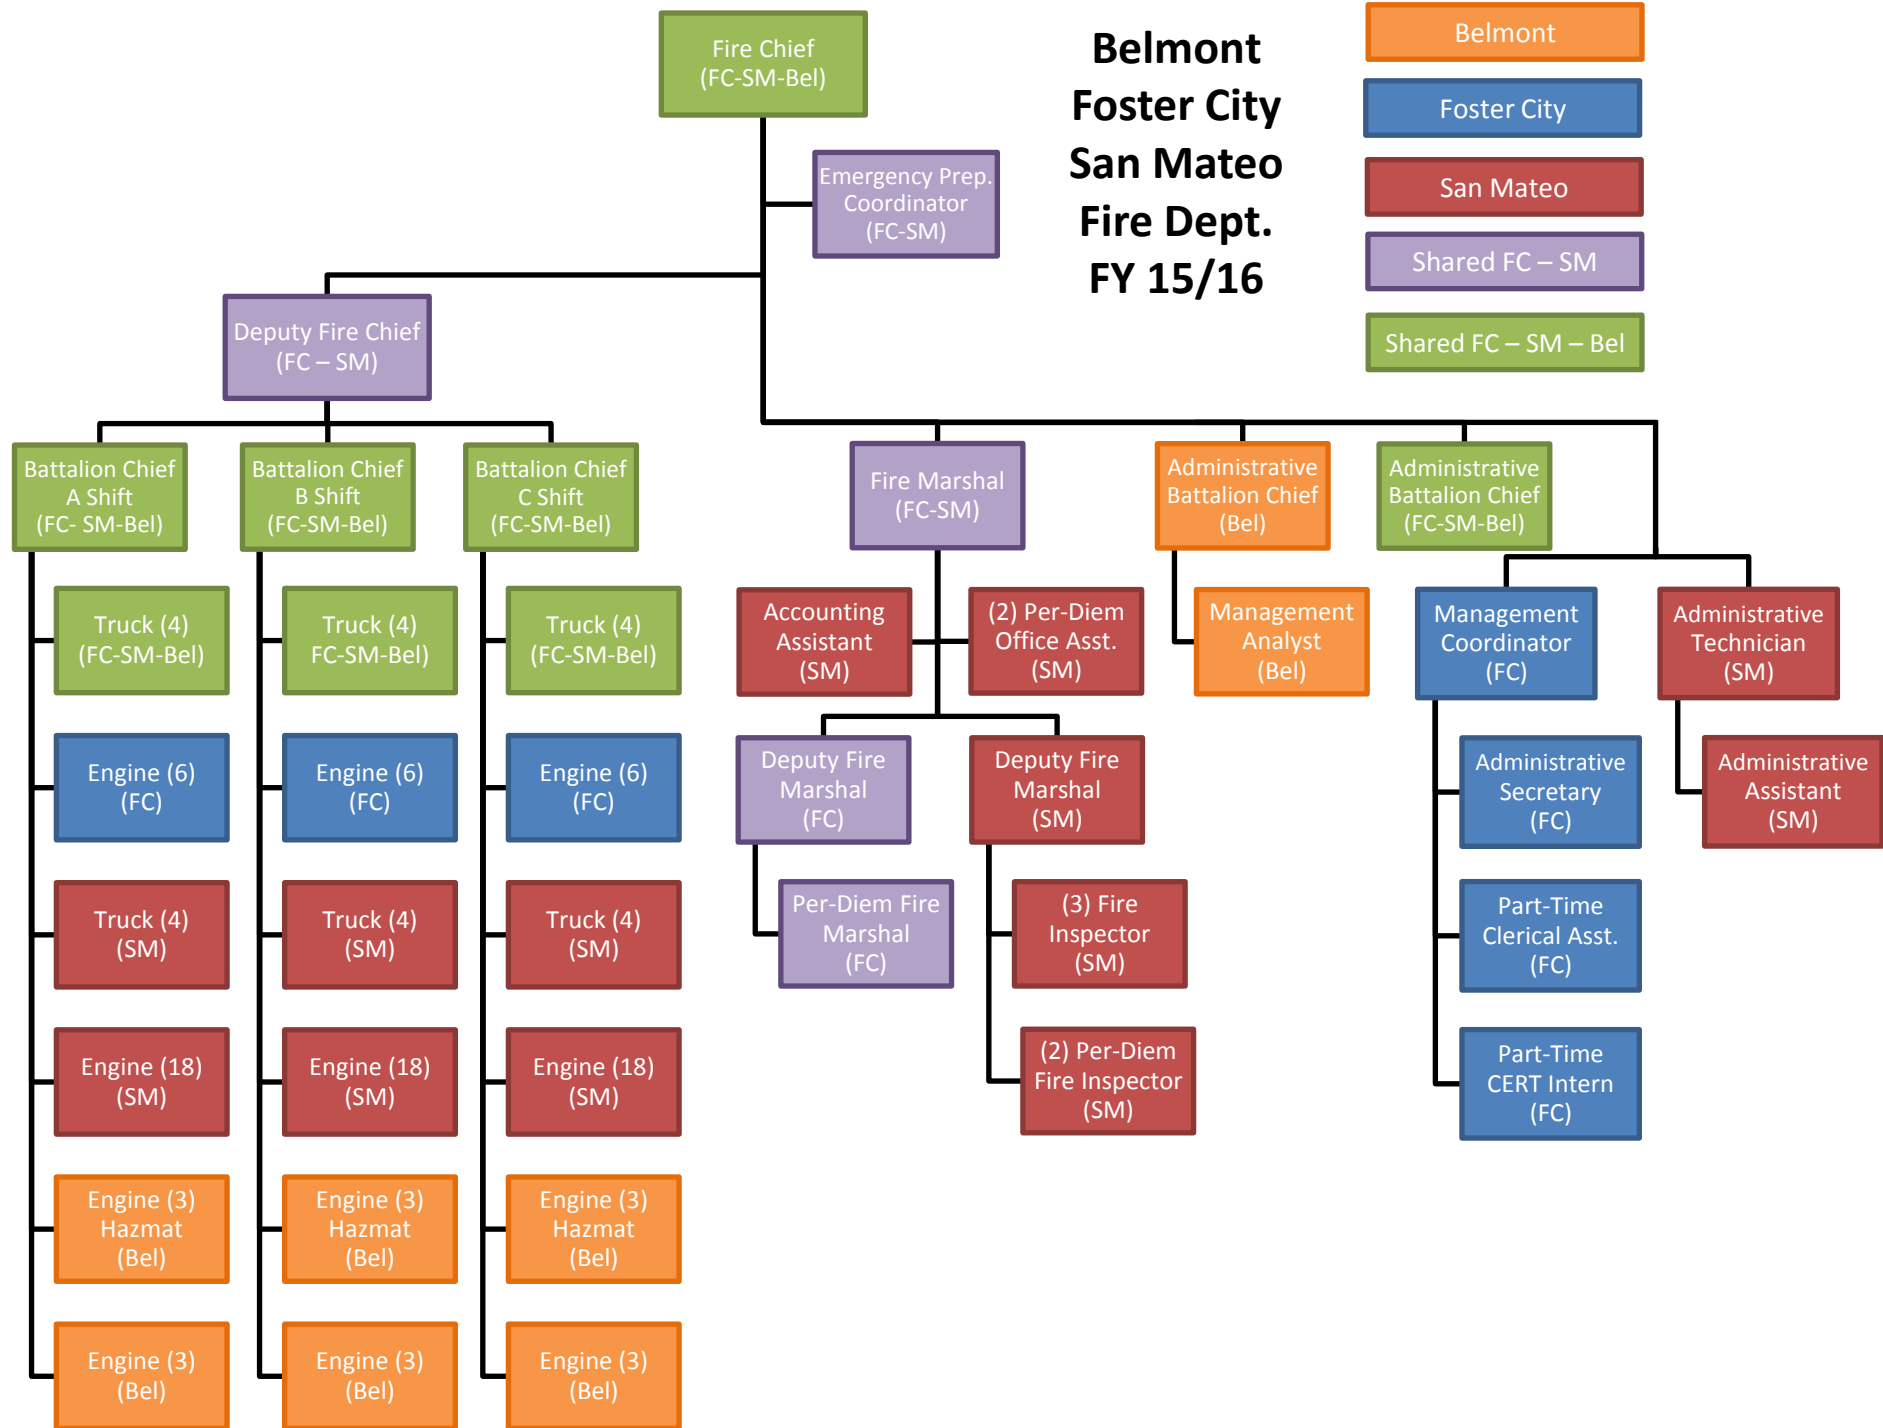 Fire Chief
(FC-SM-Bel)
Belmont
Foster City
San Mateo
Fire Dept.
FY 15/16
Belmont
Foster City
San Mateo
Shared FC – SM
Shared FC – SM – Bel
Emergency Prep.
Coordinator
(FC-SM)
Deputy Fire Chief
(FC – SM)
Battalion Chief
A Shift
(FC- SM-Bel)
Battalion Chief
B Shift
(FC-SM-Bel)
Battalion Chief
C Shift
(FC-SM-Bel)
Fire Marshal
(FC-SM)
Administrative
Battalion Chief
(Bel)
Administrative
Battalion Chief
(FC-SM-Bel)
Truck (4)
(FC-SM-Bel)
Truck (4)
FC-SM-Bel)
Truck (4)
(FC-SM-Bel)
Accounting
Assistant
(SM)
(2) Per-Diem
Office Asst.
(SM)
Management
Analyst
(Bel)
Management
Coordinator
(FC)
Administrative
Technician
(SM)
Engine (6)
(FC)
Engine (6)
(FC)
Engine (6)
(FC)
Deputy Fire
Marshal
(FC)
Deputy Fire
Marshal
(SM)
Administrative
Secretary
(FC)
Administrative
Assistant
(SM)
Truck (4)
(SM)
Truck (4)
(SM)
Truck (4)
(SM)
Per-Diem Fire
Marshal
(FC)
(3) Fire
Inspector
(SM)
Part-Time
Clerical Asst.
(FC)
Engine (18)
(SM)
Engine (18)
(SM)
Engine (18)
(SM)
(2) Per-Diem
Fire Inspector
(SM)
Part-Time
CERT Intern
(FC)
Engine (3)
Hazmat
(Bel)
Engine (3)
Hazmat
(Bel)
Engine (3)
Hazmat
(Bel)
Engine (3)
(Bel)
Engine (3)
(Bel)
Engine (3)
(Bel)